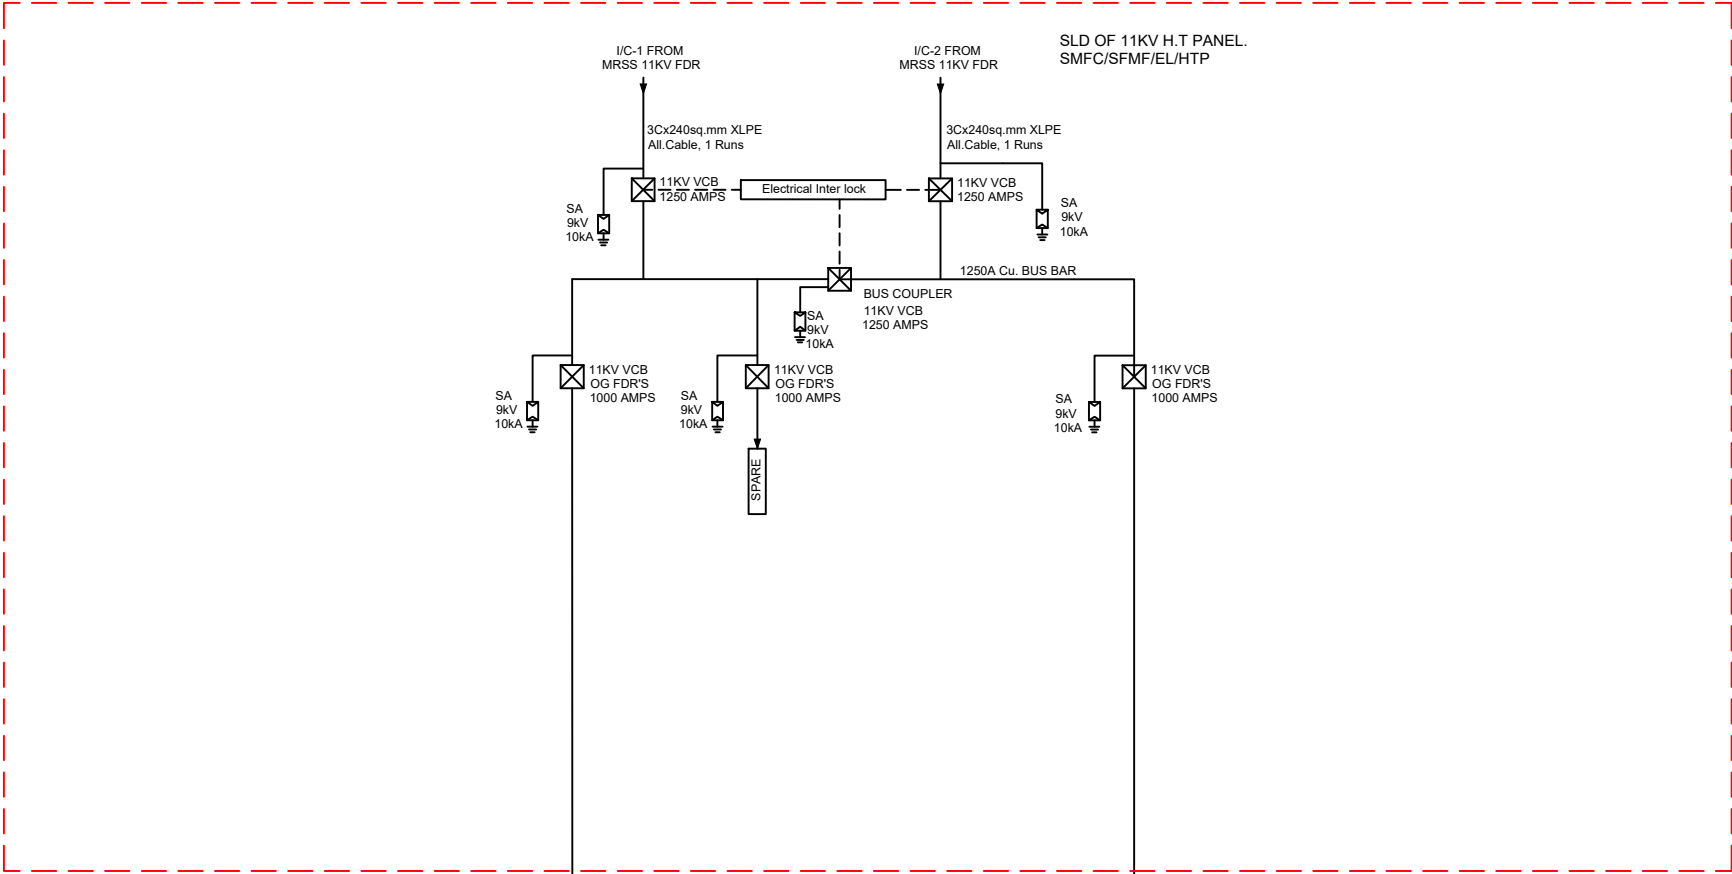 SLD OF 11KV H.T PANEL.
SMFC/SFMF/EL/HTP
I/C-1 FROM
MRSS 11KV FDR
I/C-2 FROM
MRSS 11KV FDR
3Cx240sq.mm XLPE
All.Cable, 1 Runs
3Cx240sq.mm XLPE
All.Cable, 1 Runs
11KV VCB
1250 AMPS
Electrical Inter lock
11KV VCB
1250 AMPS
SA
9kV
10kA
SA
9kV
10kA
1250A Cu. BUS BAR
BUS COUPLER
11KV VCB
1250 AMPS
SA
9kV
10kA
11KV VCB
OG FDR'S
1000 AMPS
11KV VCB
OG FDR'S
1000 AMPS
11KV VCB
OG FDR'S
1000 AMPS
SA
9kV
10kA
SA
9kV
10kA
SA
9kV
10kA
SPARE